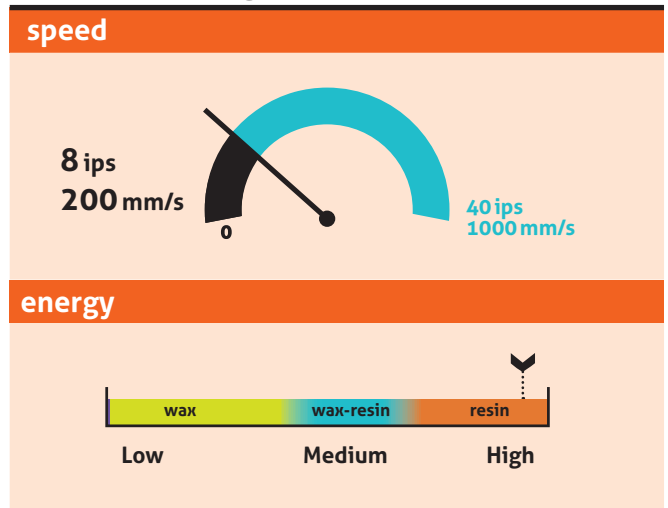 speed
8 ips
200 mm/s
0
40 ips
1000 mm/s
energy
wax wax-resin resin
Low Medium High